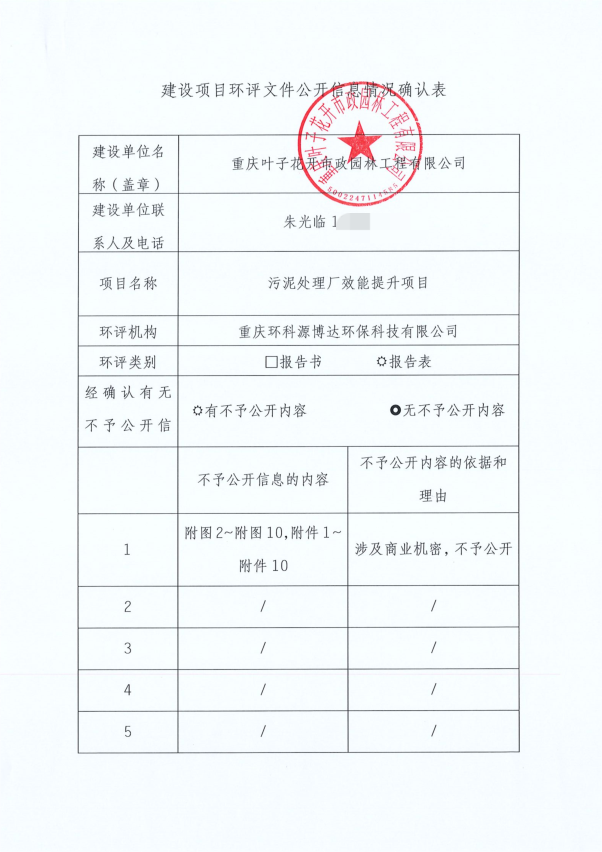 建设项目环评文件公开信息情况确认表
重庆叶子花开市政园林工程有限公司
5002247114686
建设单位名
称（盖章）
重庆叶子花开市政园林工程有限公司
建设单位联
系人及电话
朱光临 1
项目名称
污泥处理厂效能提升项目
环评机构
重庆环科源博达环保科技有限公司
环评类别
□报告书
报告表
经确认有无
不予公开信
有不予公开内容
无不予公开内容
不予公开信息的内容
不予公开内容的依据和
理由
1
附图2~附图10,附件1~
附件10
涉及商业机密,不予公开
2
/
/
3
/
/
4
/
/
5
/
/